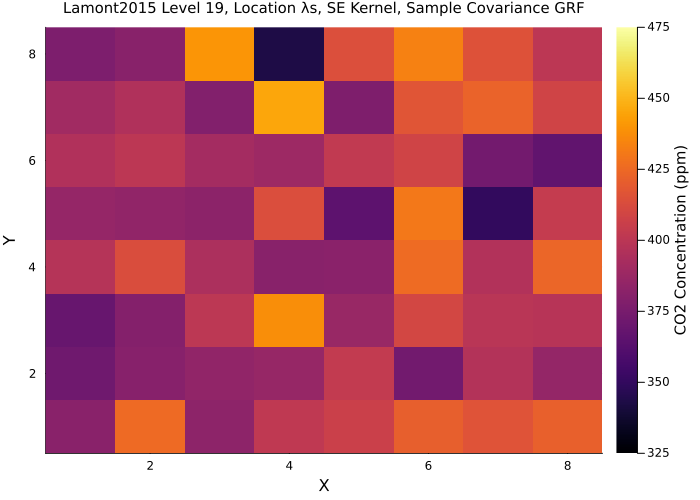 Lamont2015 Level 19, Location λs, SE Kernel, Sample Covariance GRF
8
6
4
2
Y
2 4 6 8
X
475
450
425
400
375
350
325
CO2 Concentration (ppm)